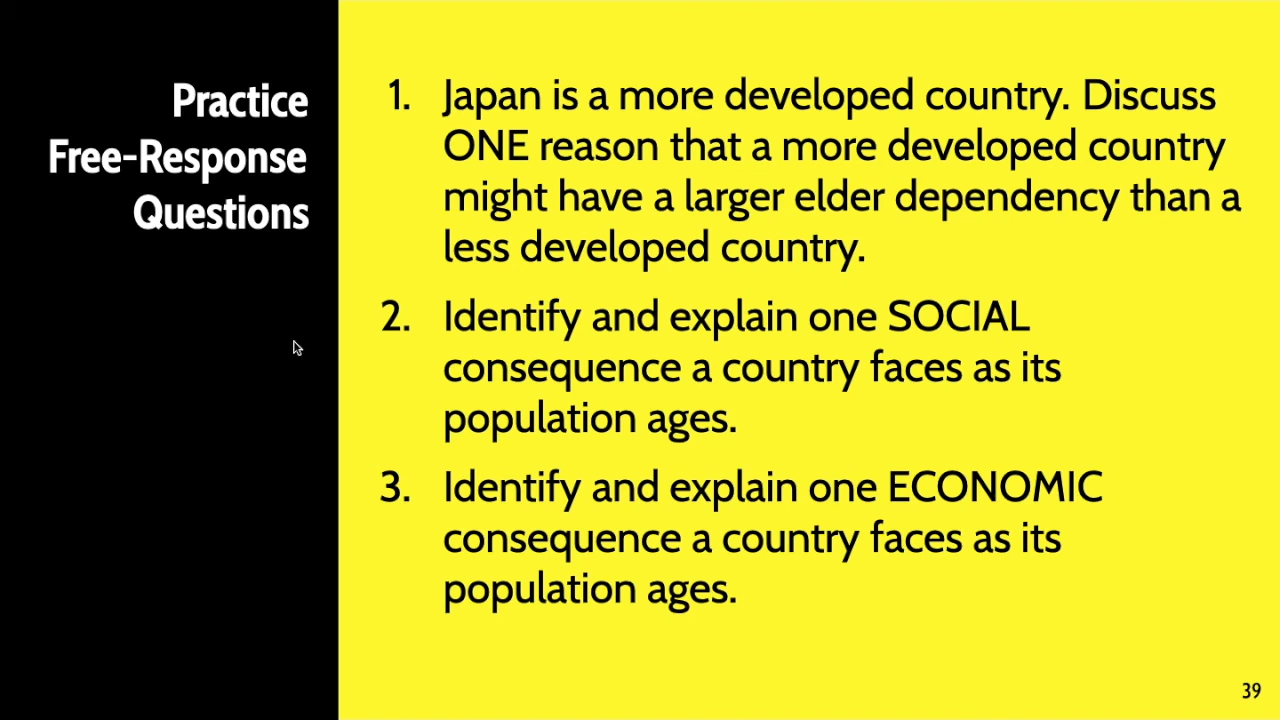 Practice
Free-Response
Questions
1. Japan is a more developed country. Discuss
ONE reason that a more developed country
might have a larger elder dependency than a
less developed country.
2. Identify and explain one SOCIAL
consequence a country faces as its
population ages.
3. Identify and explain one ECONOMIC
consequence a country faces as its
population ages.
39